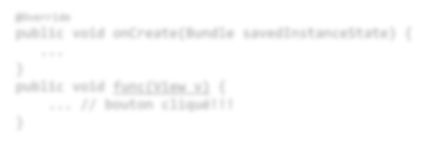 @Override
public void onCreate(Bundle savedInstanceState) {
...
}
public void func(View v) {
... // bouton cliqué!!!
}